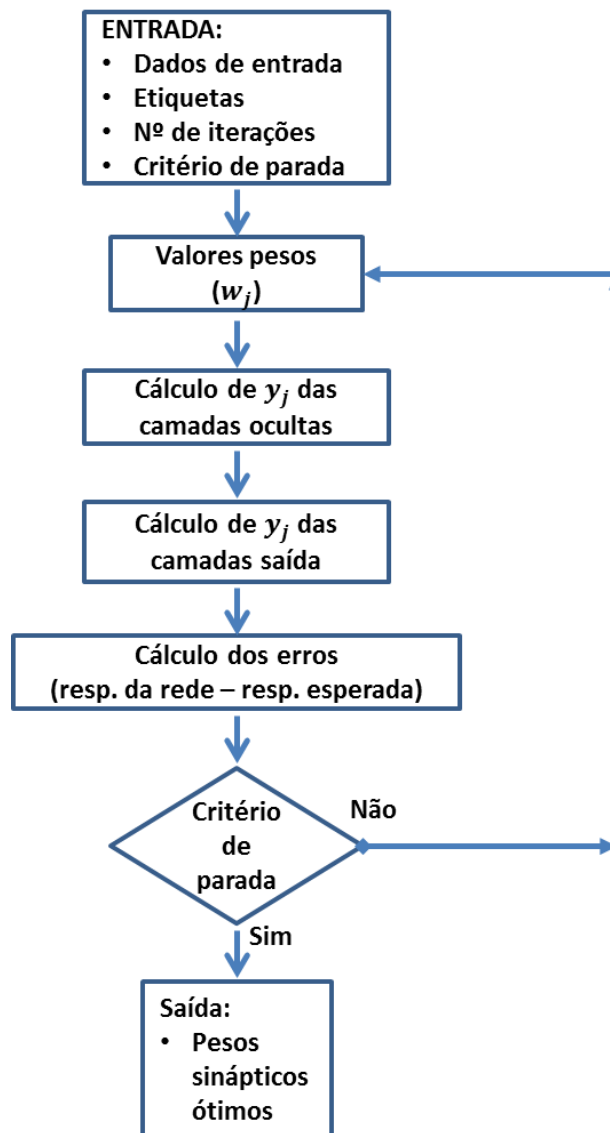 ENTRADA:
• Dados de entrada
• Etiquetas
• Nº de iterações
• Critério de parada
Valores pesos
(w_j)
Cálculo de y_j das
camadas ocultas
Cálculo de y_j das
camadas saída
Cálculo dos erros
(resp. da rede – resp. esperada)
Critério
de
parada
Não
Sim
Saída:
• Pesos
sinápticos
ótimos